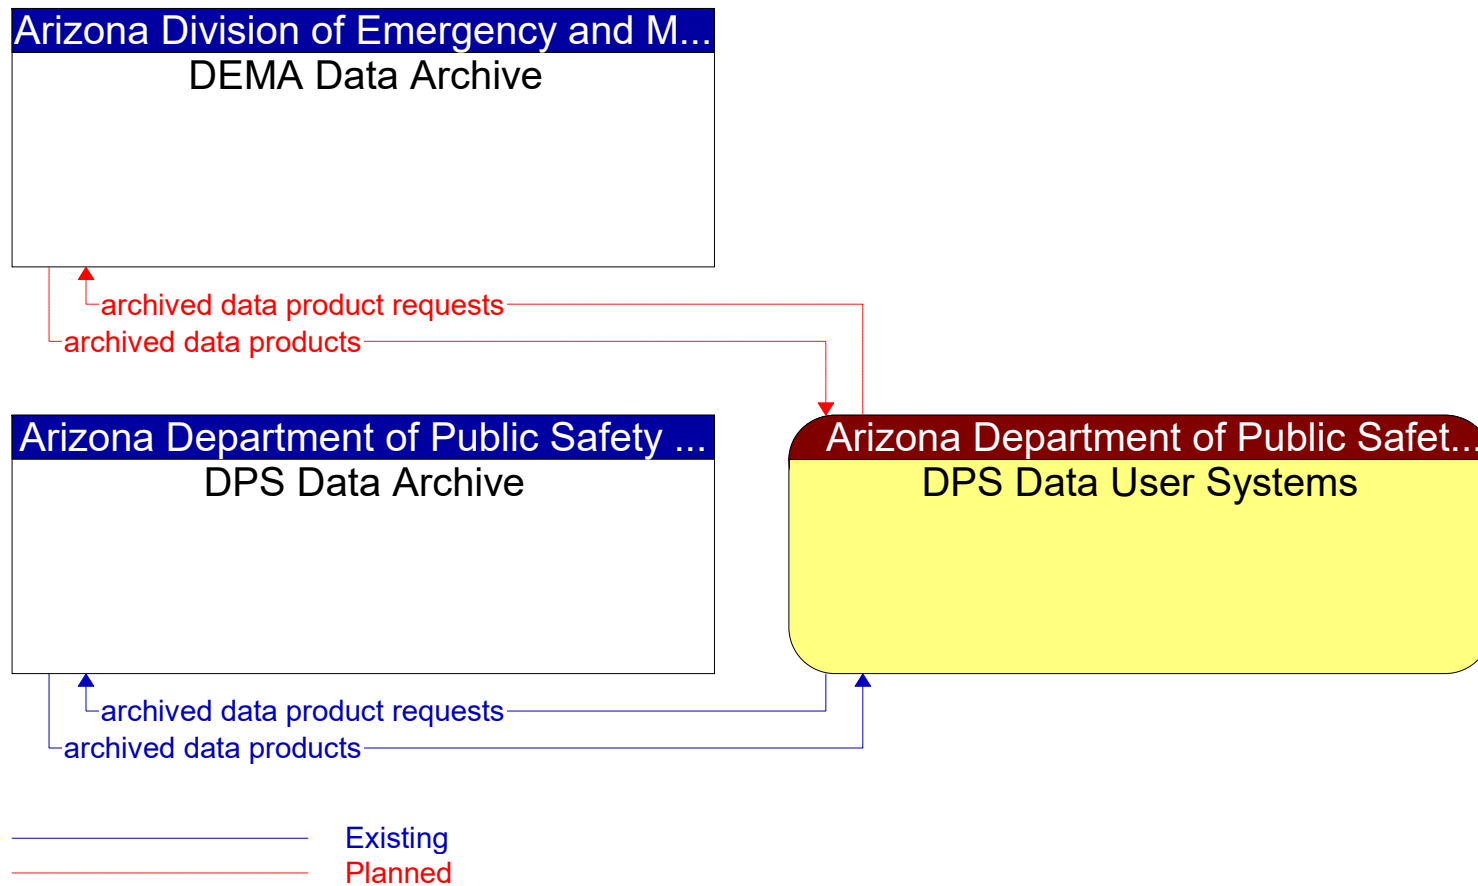 Arizona Division of Emergency and M...
DEMA Data Archive
archived data product requests
archived data products
Arizona Department of Public Safety ...
DPS Data Archive
Arizona Department of Public Safet...
DPS Data User Systems
archived data product requests
archived data products
Existing
Planned